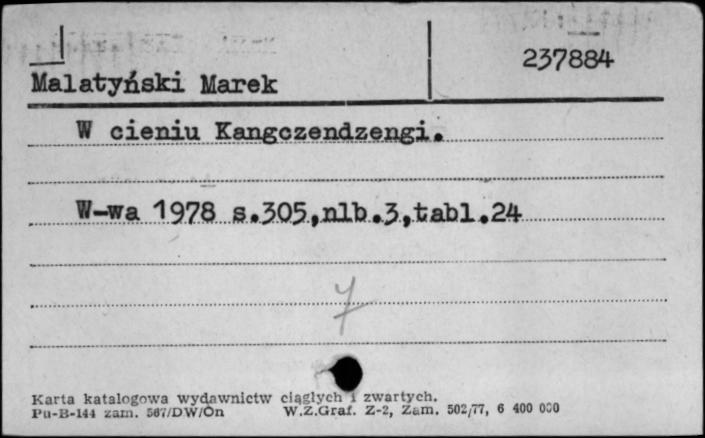 237884
Malatyński Marek
W cieniu Kangczendzengi.
W-wa 1978 s.305,nlb.3,tabl.24
7
Karta katalogowa wydawnictw ciągłych i zwartych.
Pu-B-144 zam. 567/DW/On W.Z.Graf. Z-2, Zam. 502/77, 6 400 000